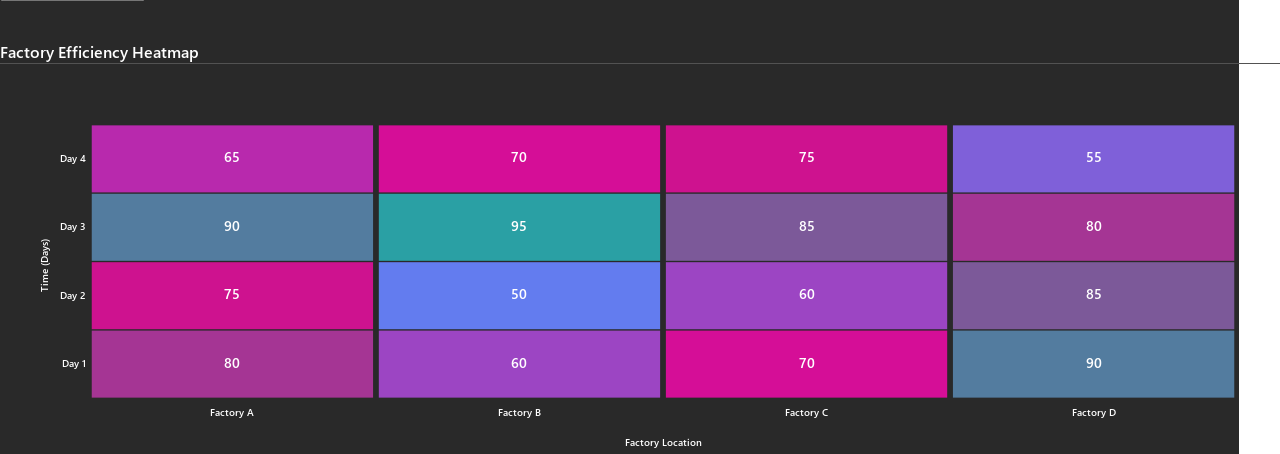 Factory Efficiency Heatmap
Day 4 65 70 75 55
Day 3 90 95 85 80
Time (Days)
Day 2 75 50 60 85
Day 1 80 60 70 90
Factory A Factory B Factory C Factory D
Factory Location